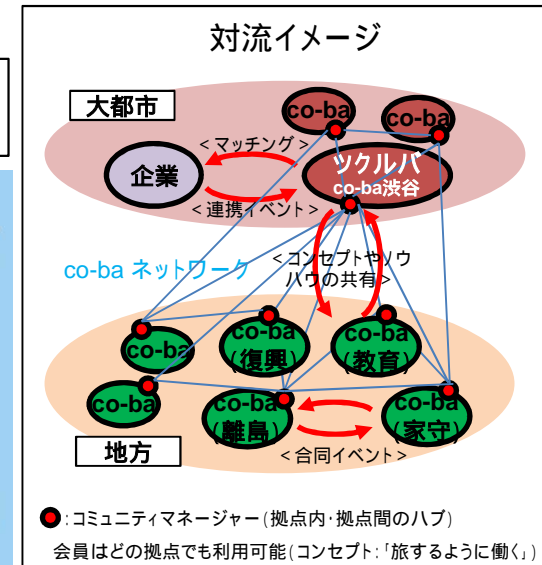 対流イメージ
大都市
co-ba
co-ba
<マッチング>
企業
ツクルバ
co-ba渋谷
<連携イベント>
co-ba ネットワーク
<コンセプトやノウ
ハウの共有>
co-ba
co-ba
(復興)
co-ba
(教育)
co-ba
co-ba
(離島)
co-ba
(家守)
地方
<合同イベント>
:コミュニティマネージャー(拠点内・拠点間のハブ)
会員はどの拠点でも利用可能(コンセプト:「旅するように働く」)